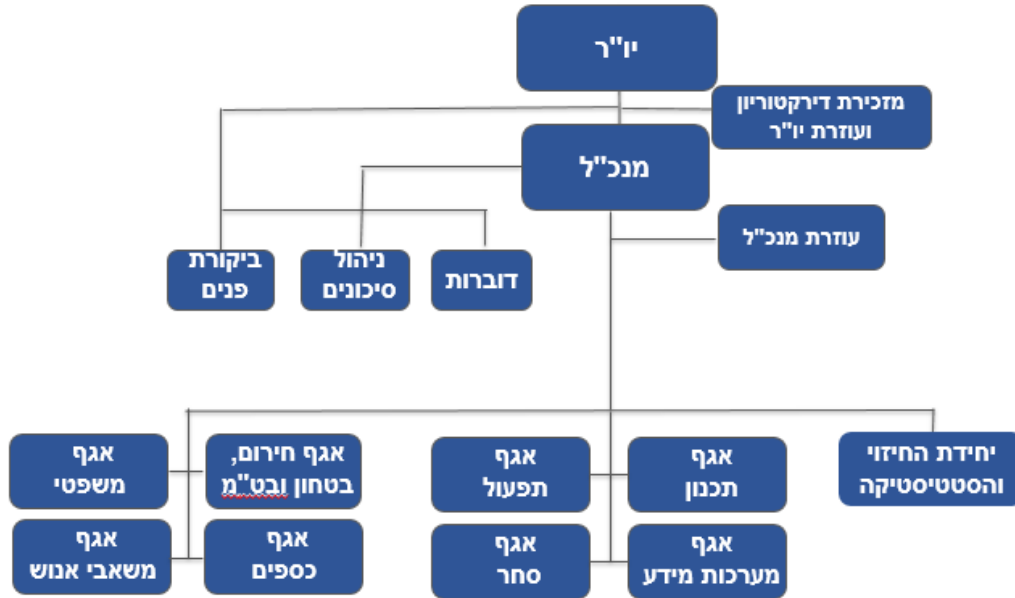 יו"ר
מזכירת דירקטוריון
ועוזרת יו"ר
מנכ"ל
עוזרת מנכ"ל
ביקורת
פנים
ניהול
סיכונים
דוברות
יחידת החיזוי
והסטטיסטיקה
אגף
תכנון
אגף
תפעול
אגף חירום,
בטחון ובט"מ
אגף
משפטי
אגף
מערכות מידע
אגף
סחר
אגף
כספים
אגף
משאבי אנוש